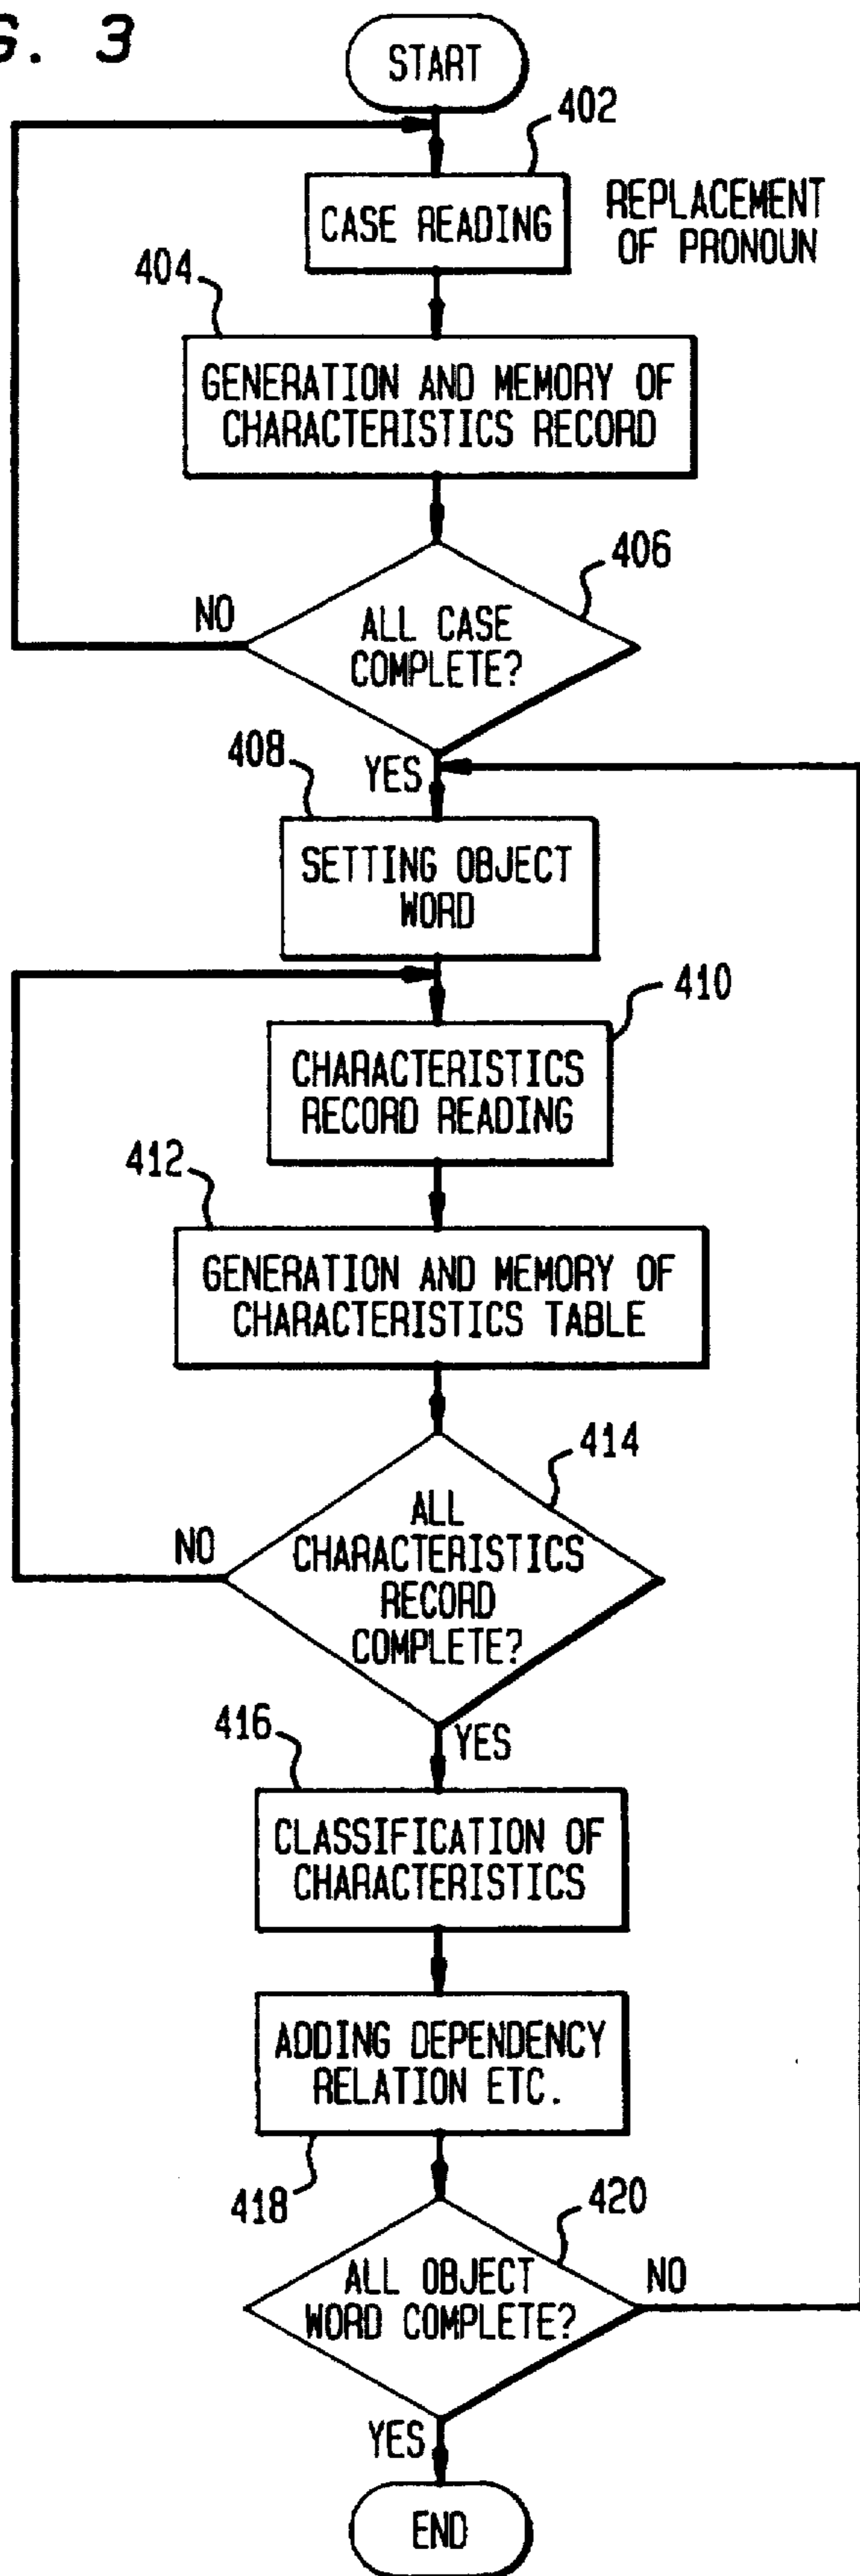 G. 3
START
402
CASE READING
REPLACEMENT
OF PRONOUN
404
GENERATION AND MEMORY OF
CHARACTERISTICS RECORD
406
NO
ALL CASE
COMPLETE?
408
YES
SETTING OBJECT
WORD
410
CHARACTERISTICS
RECORD READING
412
GENERATION AND MEMORY OF
CHARACTERISTICS TABLE
414
NO
ALL
CHARACTERISTICS
RECORD
COMPLETE?
416
YES
CLASSIFICATION OF
CHARACTERISTICS
ADDING DEPENDENCY
RELATION ETC.
418
420
ALL OBJECT
WORD COMPLETE?
NO
YES
END